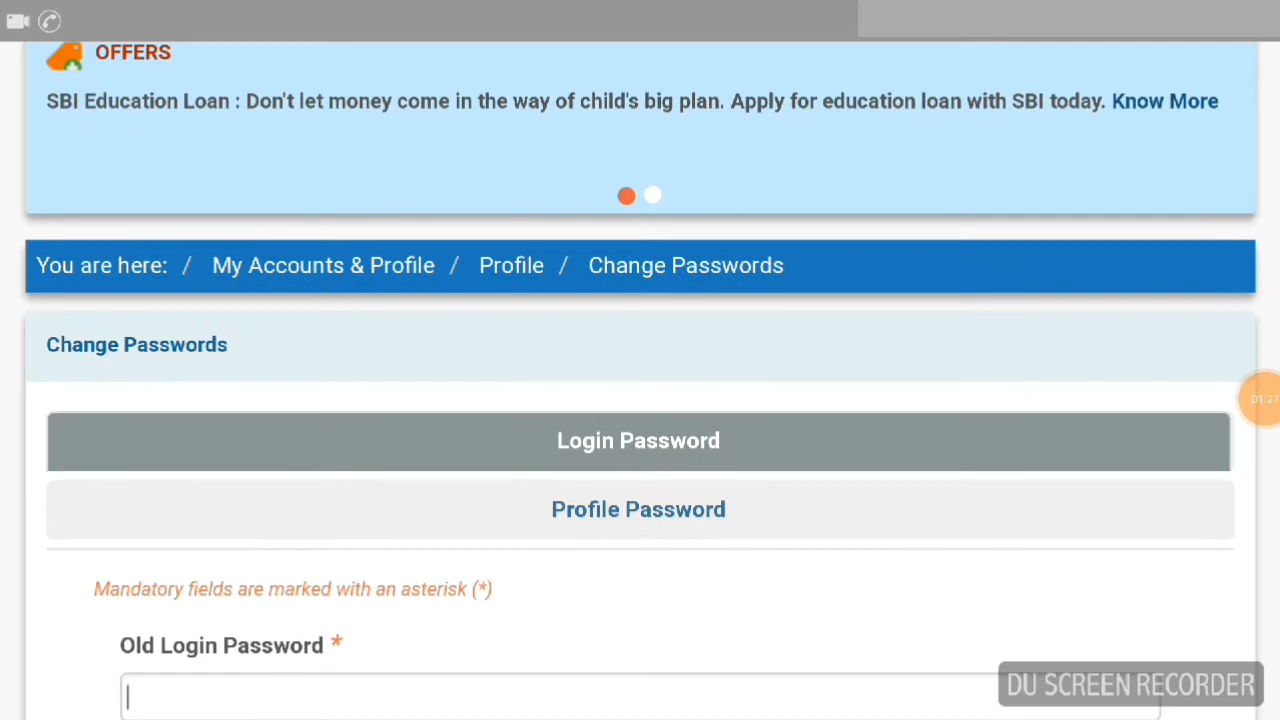 OFFERS
SBI Education Loan : Don't let money come in the way of child's big plan. Apply for education loan with SBI today. Know More
You are here: / My Accounts & Profile / Profile / Change Passwords
Change Passwords
Login Password
01:27
Profile Password
Mandatory fields are marked with an asterisk (*)
Old Login Password *
DU SCREEN RECORDER